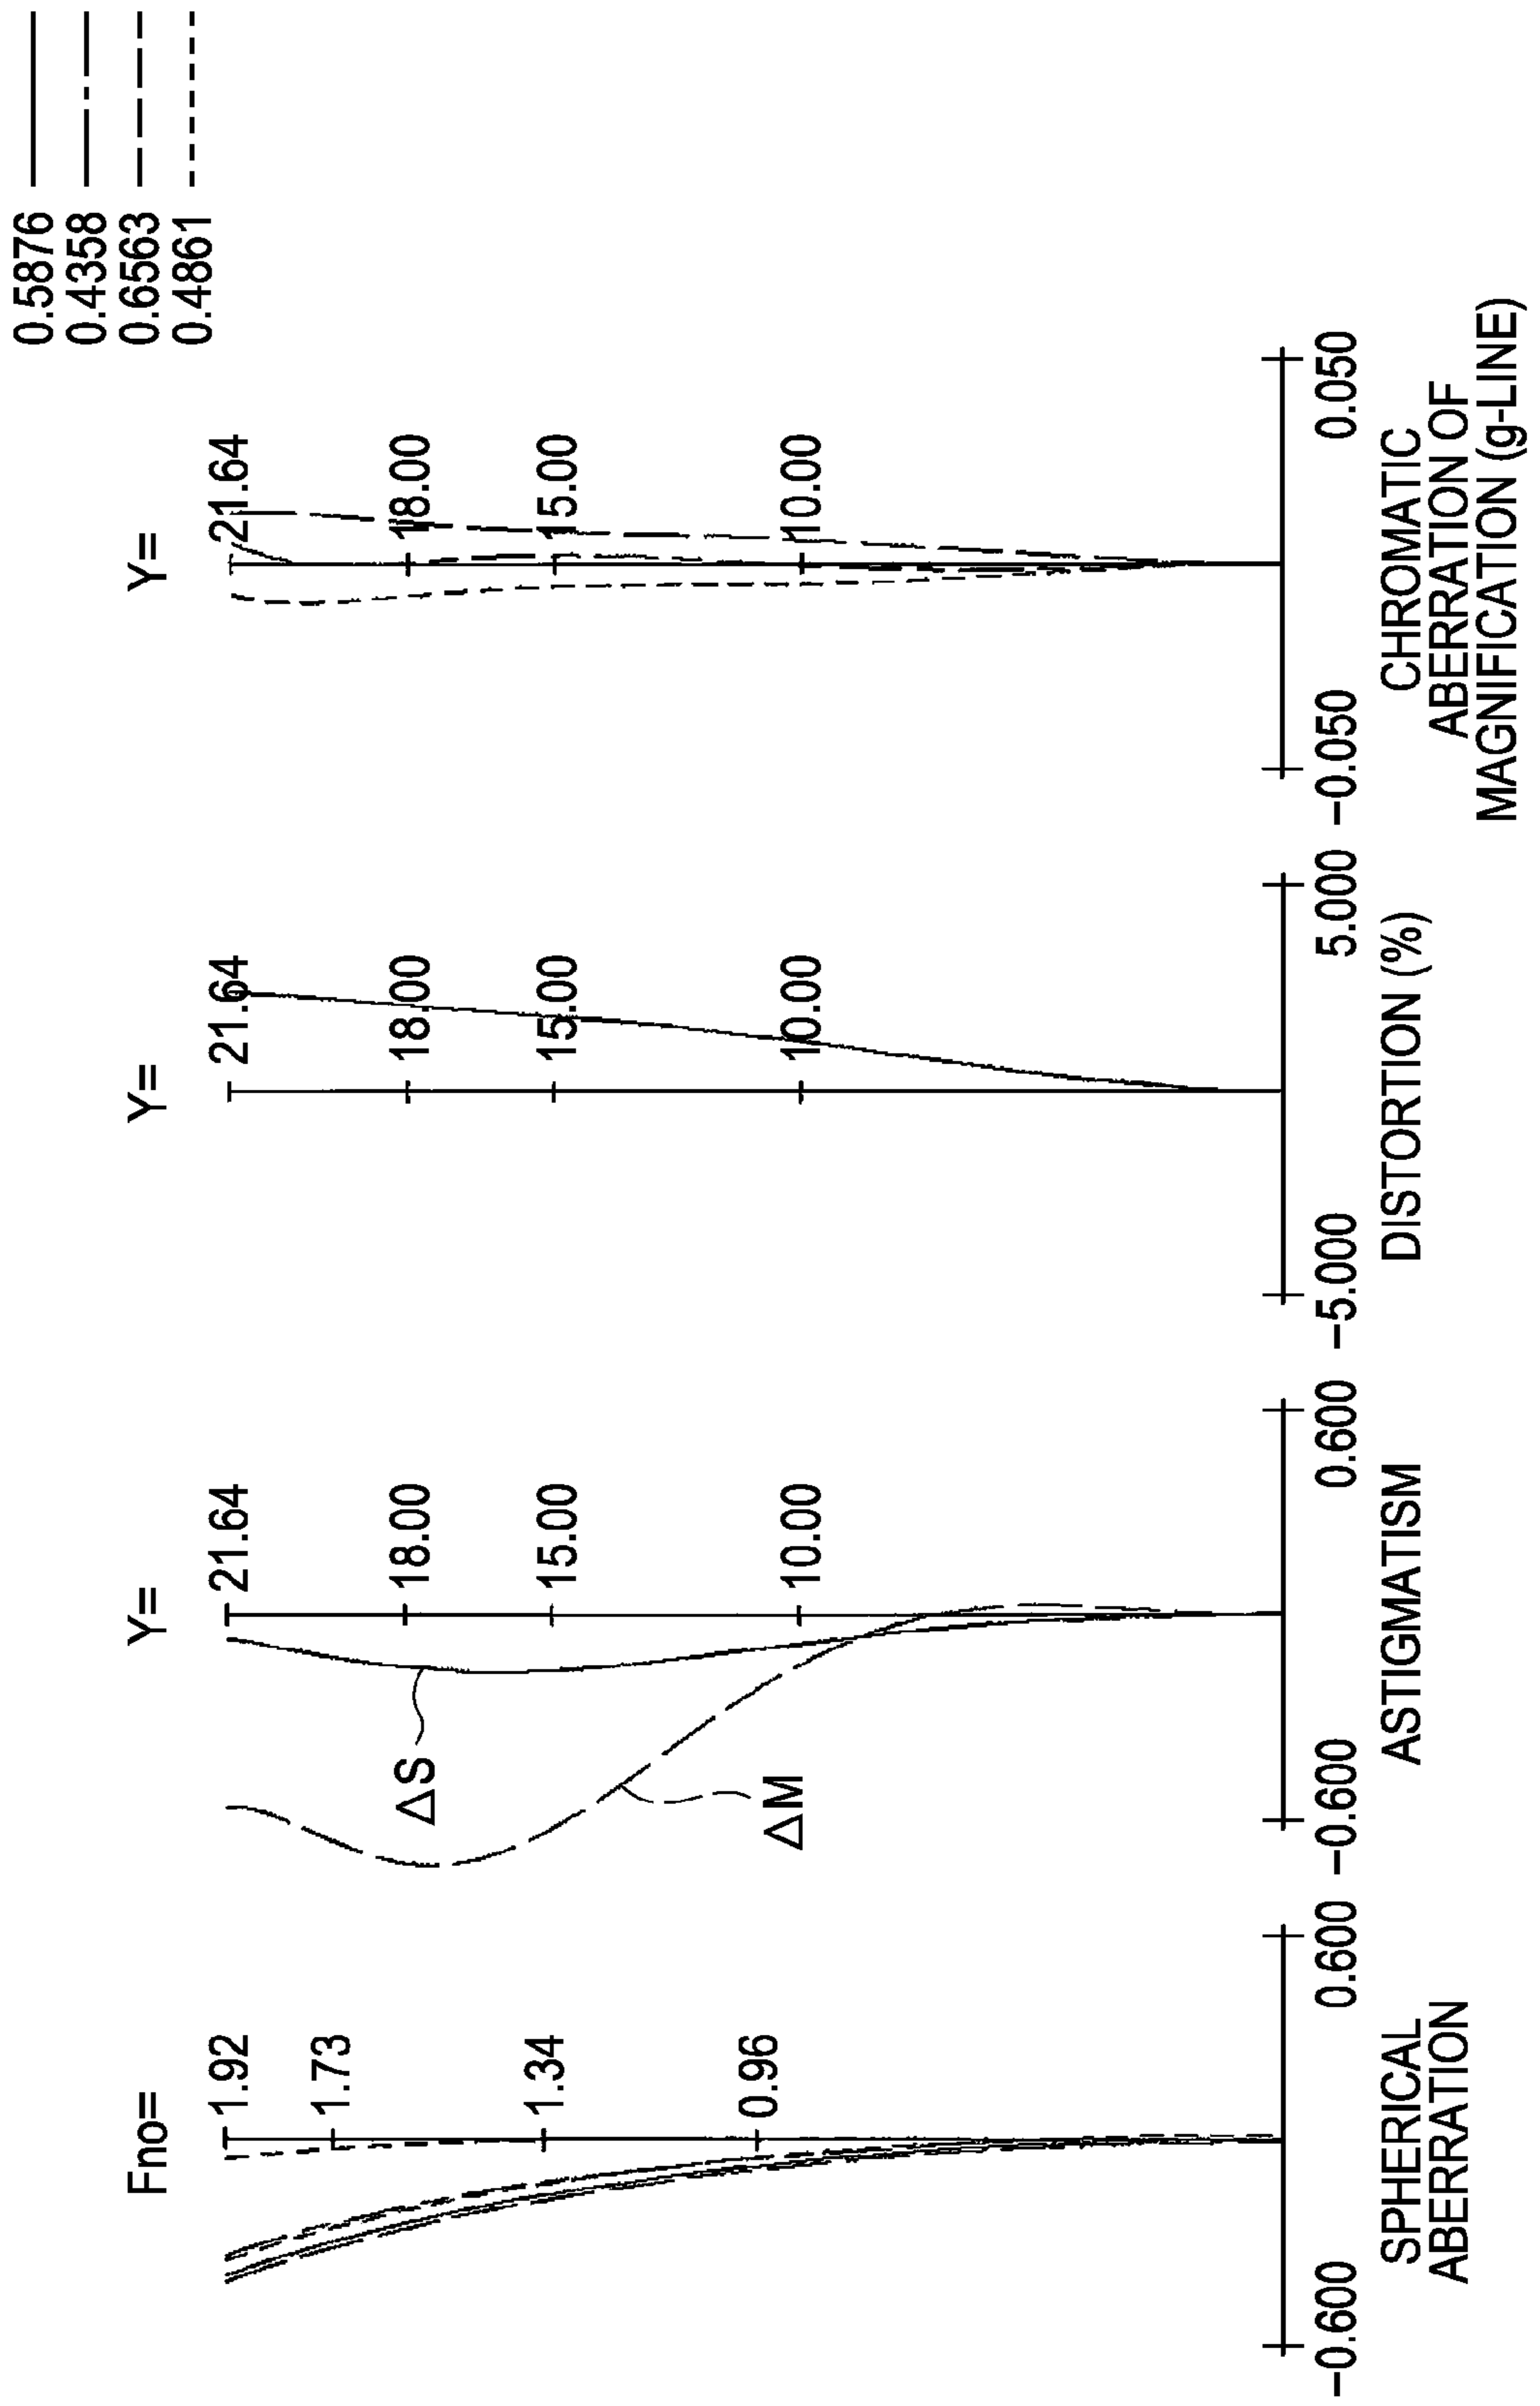 0.5876
0.4358
0.6563
0.4861
Fno=
1.92
1.73
1.34
0.96
−0.600
0.600
SPHERICAL
ABERRATION
Y=
21.64
18.00
15.00
10.00
ΔS
ΔM
−0.600
0.600
ASTIGMATISM
Y=
21.64
18.00
15.00
10.00
−5.000
5.000
DISTORTION (%)
Y=
21.64
18.00
15.00
10.00
−0.050
0.050
CHROMATIC
ABERRATION OF
MAGNIFICATION (g-LINE)